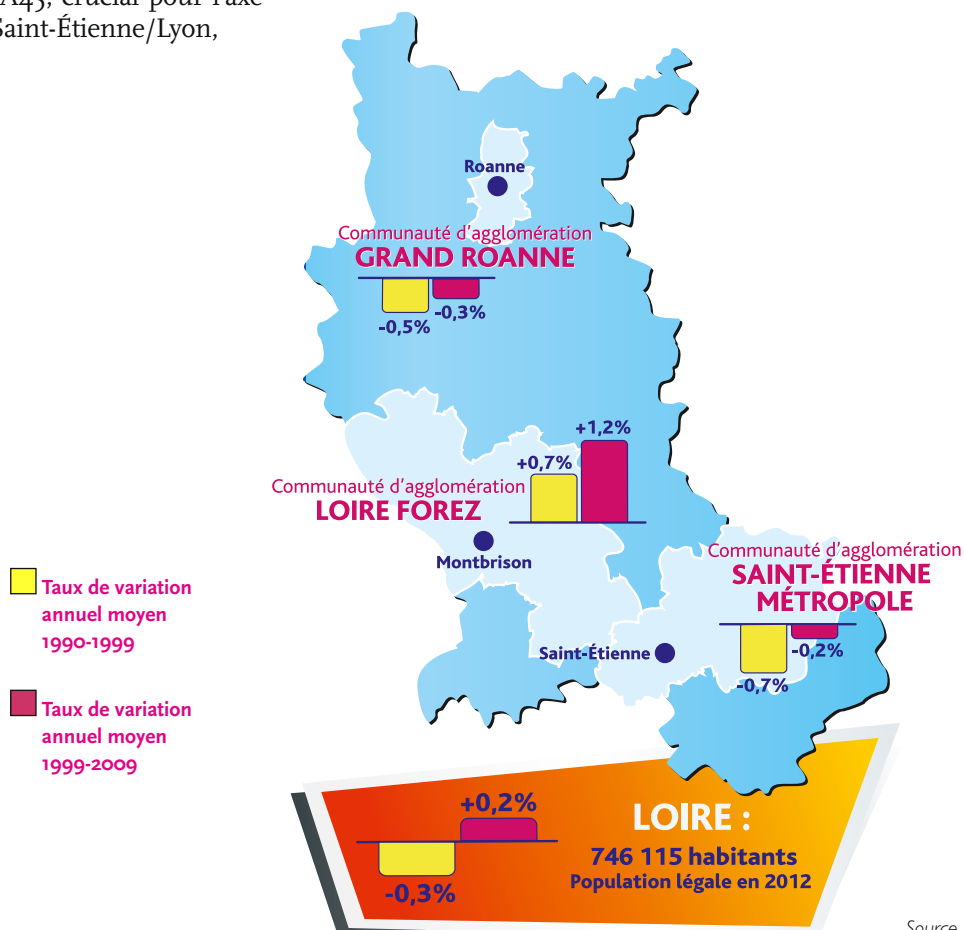 A45, crucial pour l'axe
Saint-Étienne/Lyon,
Roanne
Communauté d'agglomération
GRAND ROANNE
-0,5%
-0,3%
+1,2%
+0,7%
Communauté d'agglomération
LOIRE FOREZ
Montbrison
Communauté d'agglomération
SAINT-ÉTIENNE
MÉTROPOLE
Saint-Étienne
-0,2%
-0,7%
Taux de variation
annuel moyen
1990-1999
Taux de variation
annuel moyen
1999-2009
+0,2%
-0,3%
LOIRE :
746 115 habitants
Population légale en 2012
Source